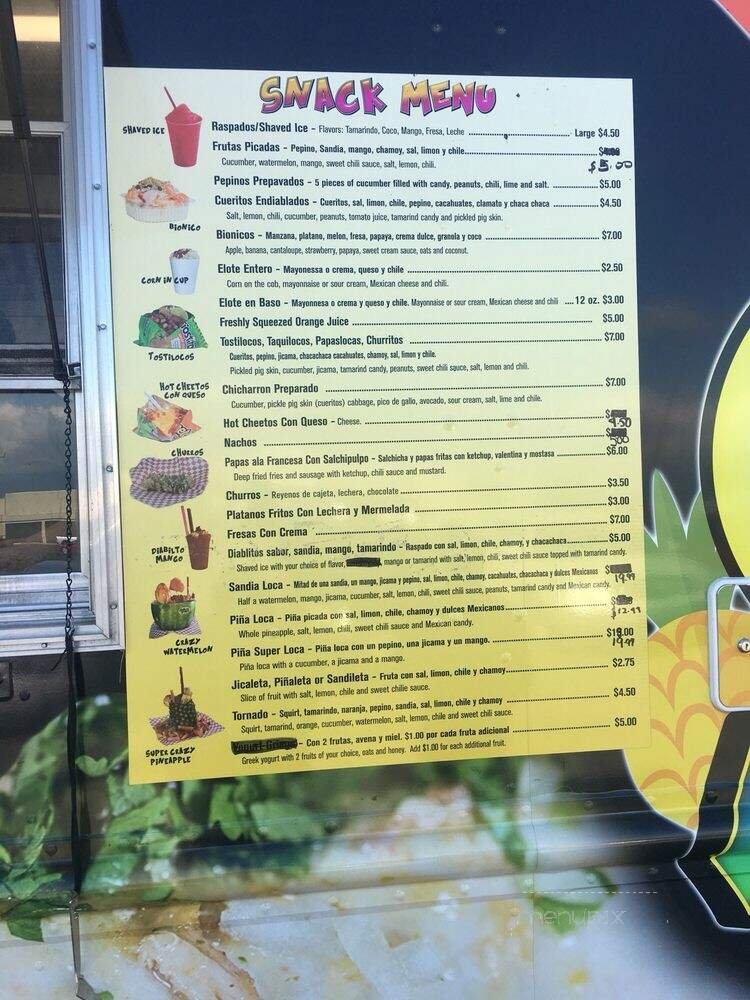 SNACK MENU
SHAVED ICE
Raspados/Shaved Ice - Flavors: Tamarindo, Coco, Mango, Fresa, Leche ........ Large $4.50
Frutas Picadas - Pepino, Sandia, mango, chamoy, sal, limon y chile........ $
Cucumber, watermelon, mango, sweet chili sauce, salt, lemon, chili.
$5.00
Pepinos Prepavados - 5 pieces of cucumber filled with candy, peanuts, chili, lime and salt. ........ $5.00
Cueritos Endiablados - Cueritos, sal, limon, chile, pepino, cacahuates, clamato y chaca chaca ........ $4.50
Salt, lemon, chili, cucumber, peanuts, tomato juice, tamarind candy and pickled pig skin.
BIONICO
Bionicos - Manzana, platano, melon, fresa, papaya, crema dulce, granola y coco ........ $7.00
Apple, banana, cantaloupe, strawberry, papaya, sweet cream sauce, oats and coconut.
CORN IN CUP
Elote Entero - Mayonessa o crema, queso y chile ........ $2.50
Corn on the cob, mayonnaise or sour cream, Mexican cheese and chili.
Elote en Baso - Mayonnesa o crema y queso y chile. Mayonnaise or sour cream, Mexican cheese and chili .... 12 oz. $3.00
Freshly Squeezed Orange Juice ........ $5.00
TOSTILOCOS
Tostilocos, Taquilocos, Papaslocas, Churritos ........ $7.00
Cueritos, pepino, jicama, chacachaca cacahuates, chamoy, sal, limon y chile.
Pickled pig skin, cucumber, jicama, tamarind candy, peanuts, sweet chili sauce, salt, lemon and chili.
HOT CHEETOS
CON QUESO
Chicharron Preparado ........ $7.00
Cucumber, pickle pig skin (cueritos) cabbage, pico de gallo, avocado, sour cream, salt, lime and chile.
Hot Cheetos Con Queso - Cheese. ........ $
4.50
Nachos ........ $
500
CHURROS
Papas ala Francesa Con Salchipulpo - Salchicha y papas fritas con ketchup, valentina y mostasa ........ $6.00
Deep fried fries and sausage with ketchup, chili sauce and mustard.
Churros - Reyenos de cajeta, lechera, chocolate ........ $3.50
Platanos Fritos Con Lechera y Mermelada ........ $3.00
Fresas Con Crema ........ $7.00
DIABLITO
MANGO
Diablitos sabor, sandia, mango, tamarindo - Raspado con sal, limon, chile, chamoy, y chacachaca........ $5.00
Shaved ice with your choice of flavor, mango or tamarind with salt, lemon, chili, sweet chili sauce topped with tamarind candy.
Sandia Loca - Mitad de una sandia, un mango, jicama y pepino, sal, limon, chile, chamoy, cacahuates, chacachaca y dulces Mexicanos $
19.99
Half a watermelon, mango, jicama, cucumber, salt, lemon, chili, sweet chili sauce, peanuts, tamarind candy and Mexican candy.
CRAZY
WATERMELON
Piña Loca - Piña picada con sal, limon, chile, chamoy y dulces Mexicanos........ $
$12.99
Whole pineapple, salt, lemon, chili, sweet chili sauce and Mexican candy.
Piña Super Loca - Piña loca con un pepino, una jicama y un mango. ........ $18.00
19.99
Piña loca with a cucumber, a jicama and a mango.
Jicaleta, Piñaleta or Sandileta - Fruta con sal, limon, chile y chamoy........ $2.75
Slice of fruit with salt, lemon, chile and sweet chilie sauce.
SUPER CRAZY
PINEAPPLE
Tornado - Squirt, tamarindo, naranja, pepino, sandia, sal, limon, chile y chamoy ........ $4.50
Squirt, tamarind, orange, cucumber, watermelon, salt, lemon, chile and sweet chili sauce.
- Con 2 frutas, avena y miel. $1.00 por cada fruta adicional ........ $5.00
Greek yogurt with 2 fruits of your choice, oats and honey. Add $1.00 for each additional fruit.
menupix